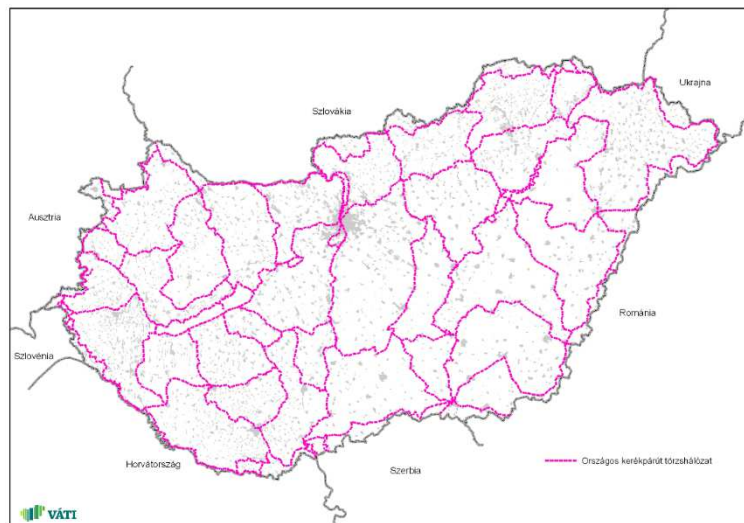 Ukrajna
Szlovákia
Ausztria
Románia
Szlovénia
Horvátország
Szerbia
Országos kerékpárút törzshálózat
VÁTI